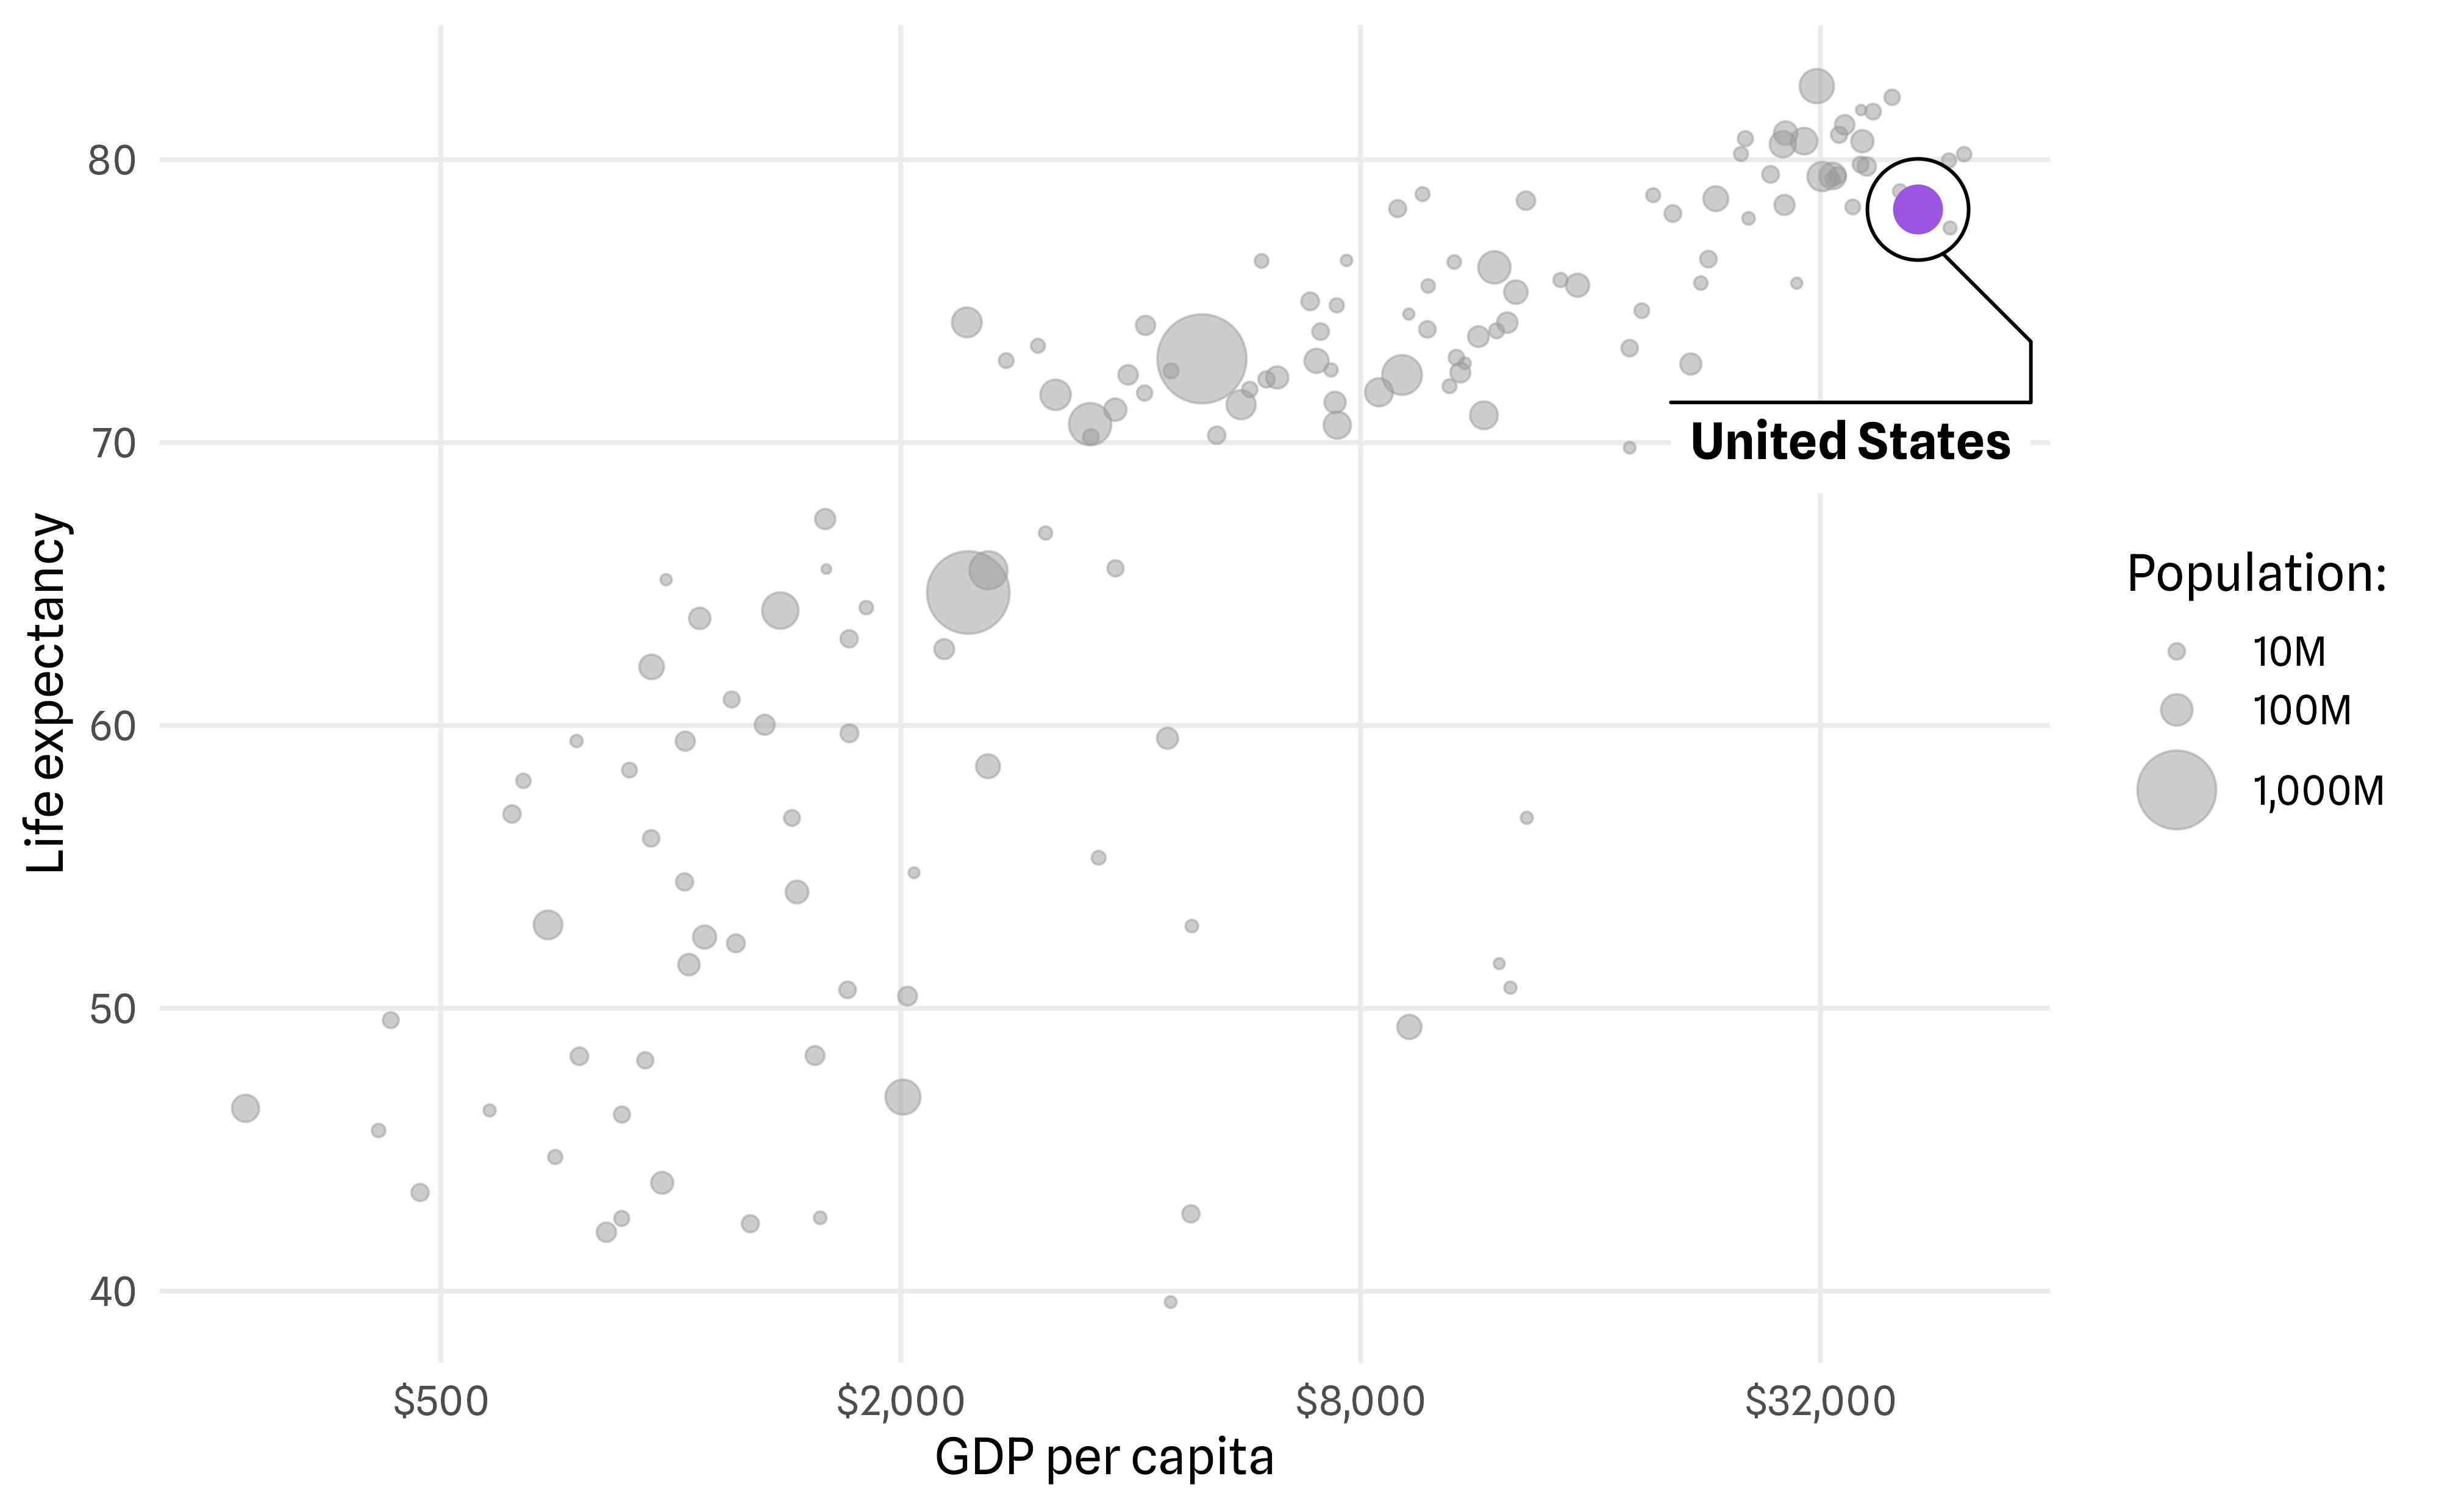 80
70
60
50
40
Life expectancy
United States
Population:
10M
100M
1,000M
$500
$2,000
$8,000
$32,000
GDP per capita